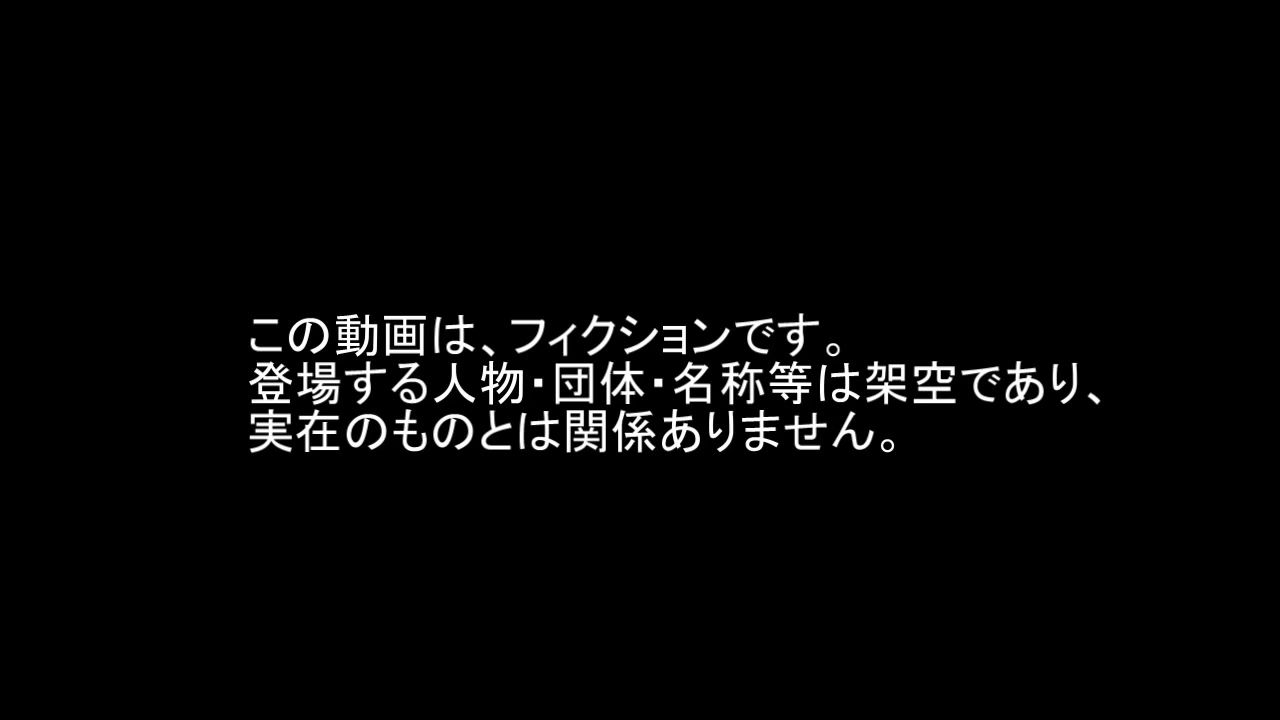 この動画は、フィクションです。
登場する人物・団体・名称等は架空であり、
実在のものとは関係ありません。